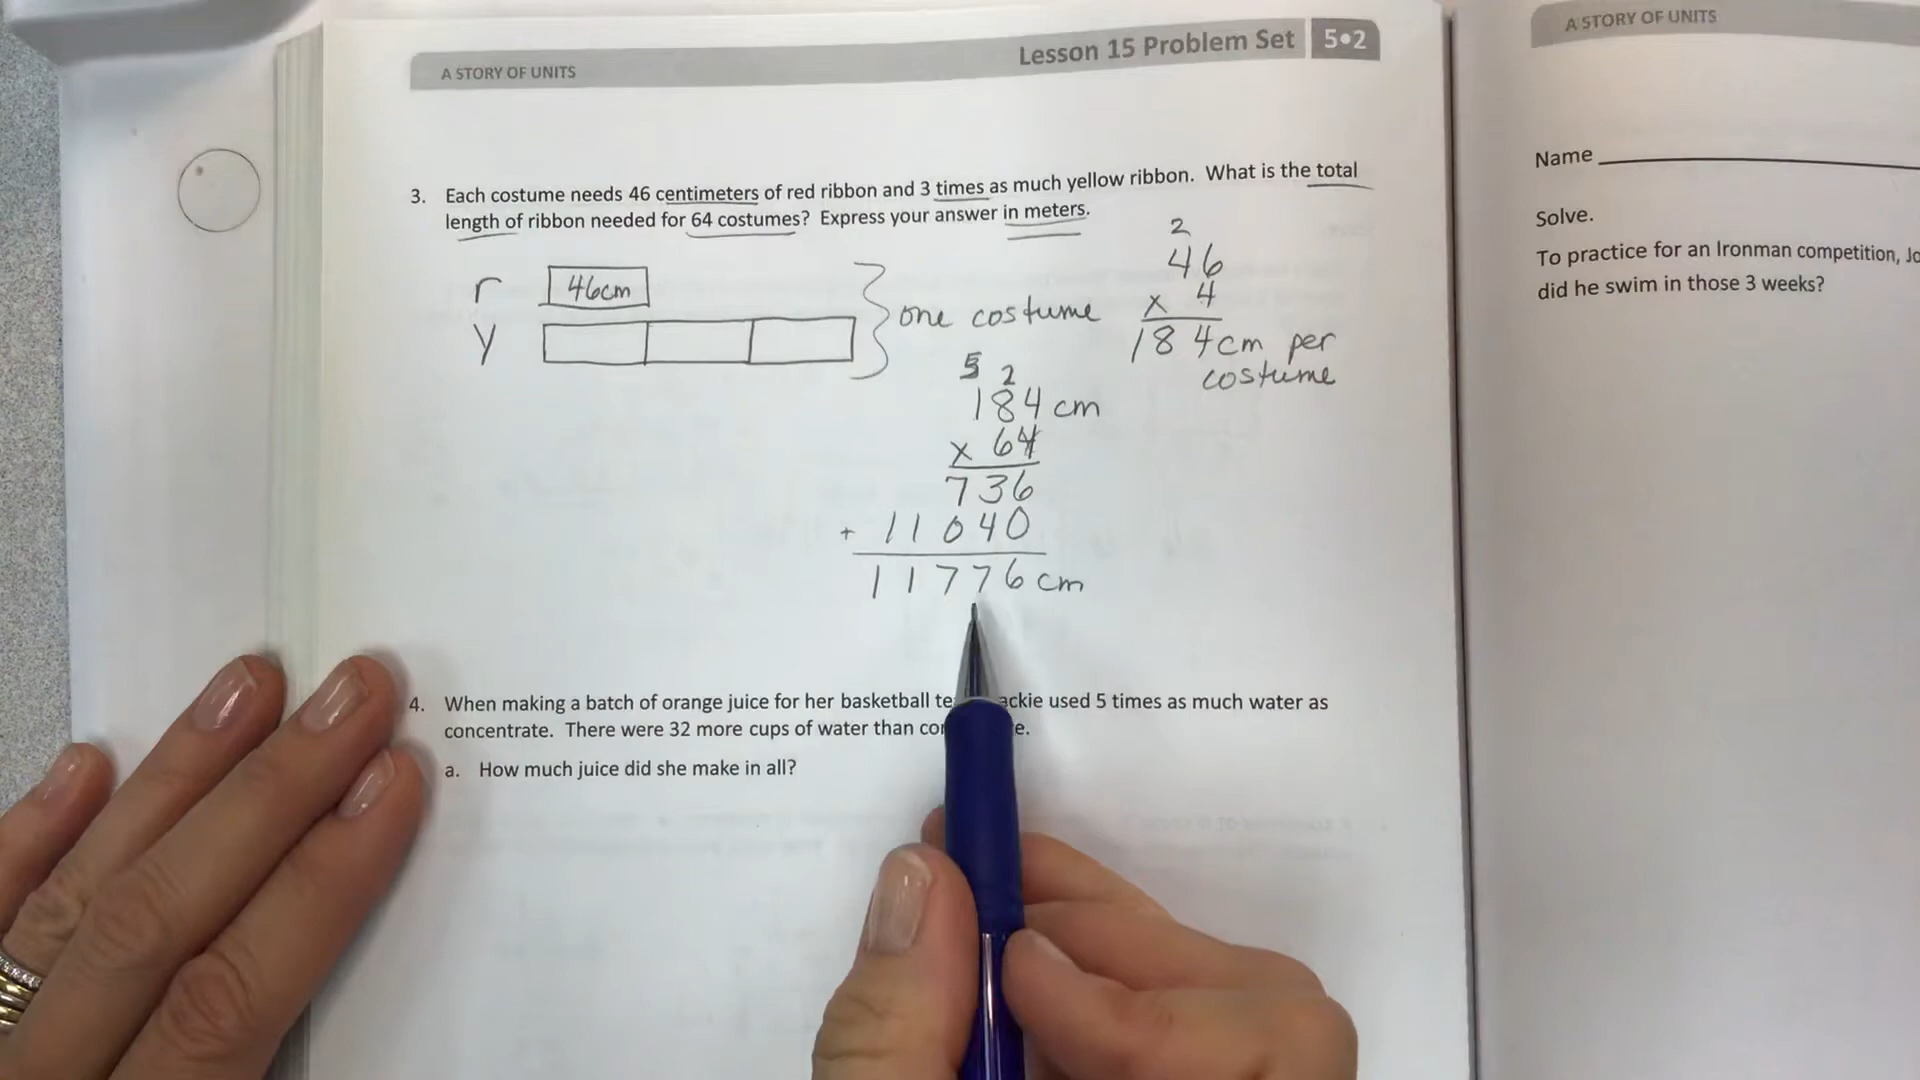 A STORY OF UNITS
Lesson 15 Problem Set 5•2
3. Each costume needs 46 centimeters of red ribbon and 3 times as much yellow ribbon. What is the total
length of ribbon needed for 64 costumes? Express your answer in meters.
r 46cm
y
one costume
2
46
x 4
184cm per
costume
5 2
184 cm
x 64
736
+ 11040
11776 cm
4. When making a batch of orange juice for her basketball ackie used 5 times as much water as
concentrate. There were 32 more cups of water than
a. How much juice did she make in all?
A STORY OF UNITS
Name
Solve.
To practice for an Ironman competition,
did he swim in those 3 weeks?